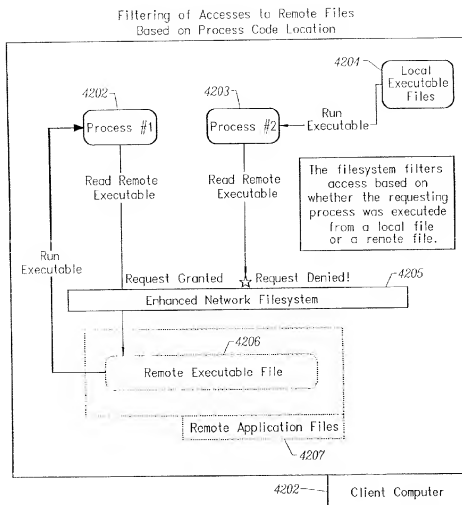 Filtering of Accesses to Remote Files
Based on Process Code Location
4202
4203
4204
Local
Executable
Files
Process #1
Process #2
Run
Executable
Read Remote
Executable
Read Remote
Executable
The filesystem filters
access based on
whether the requesting
process was executede
from a local file
or a remote file.
Run
Executable
Request Granted
Request Denied!
4205
Enhanced Network Filesystem
4206
Remote Executable File
Remote Application Files
4207
4202
Client Computer